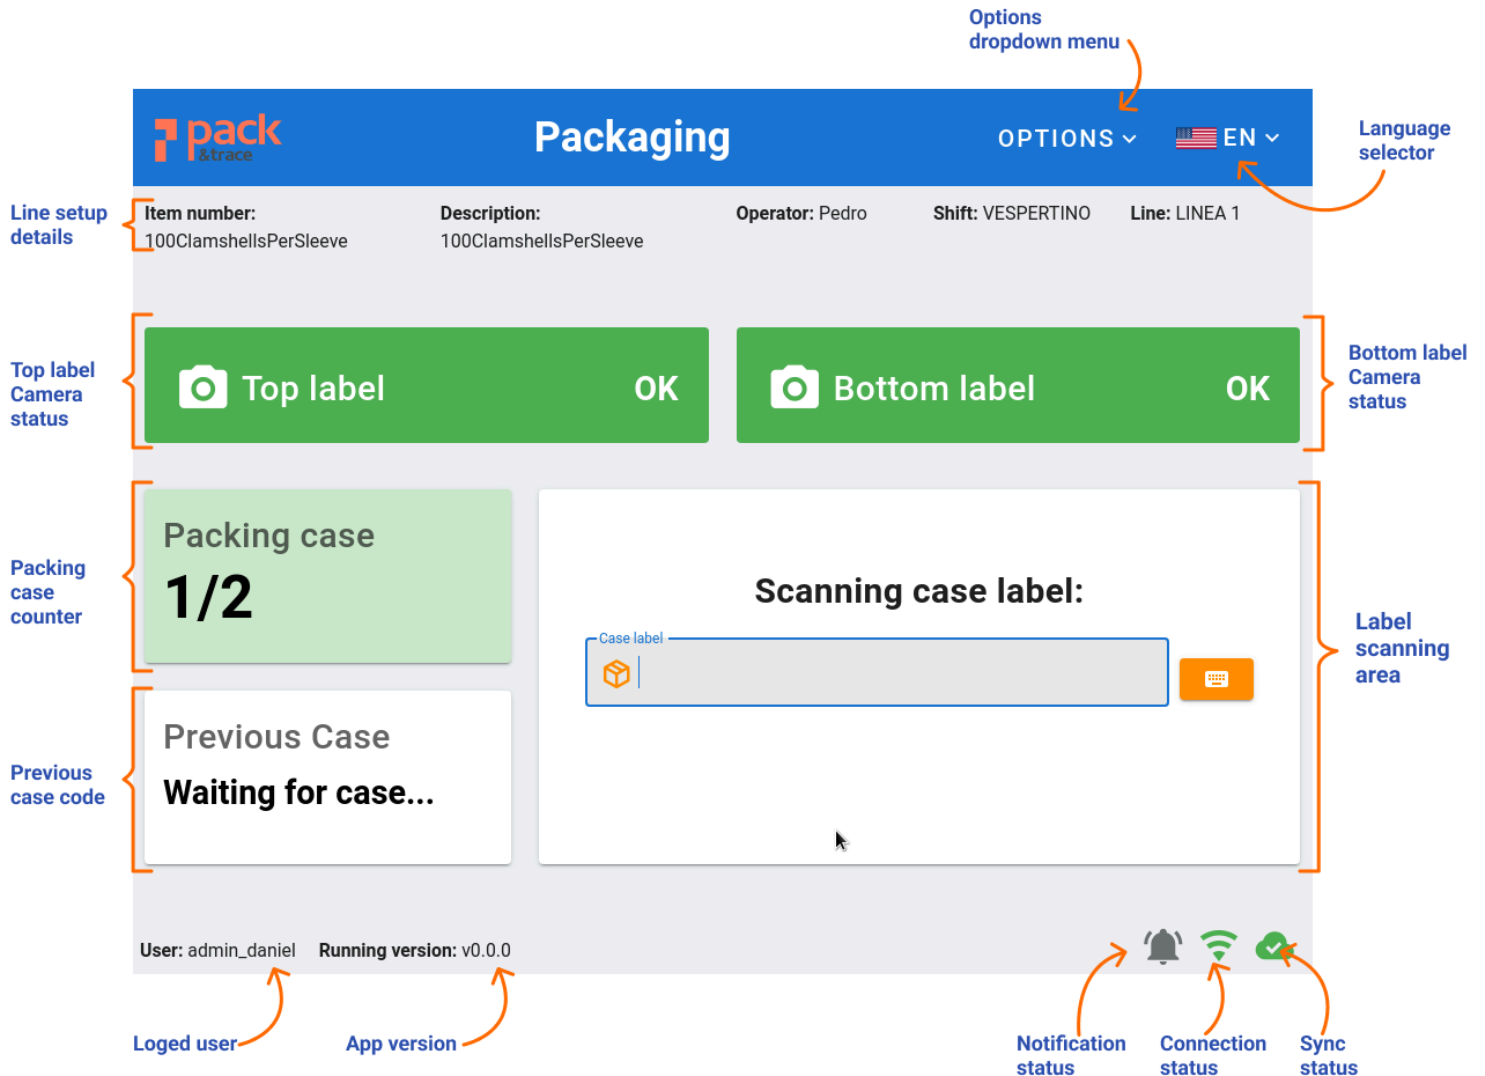 Options
dropdown menu
pack
&trace
Packaging
OPTIONS
EN
Language
selector
Line setup
details
Item number:
100ClamshellsPerSleeve
Description:
100ClamshellsPerSleeve
Operator: Pedro
Shift: VESPERTINO
Line: LINEA 1
Top label
Camera
status
Top label OK
Bottom label OK
Bottom label
Camera
status
Packing
case
counter
Packing case
1/2
Scanning case label:
Case label
Label
scanning
area
Previous
case code
Previous Case
Waiting for case...
User: admin_daniel
Running version: v0.0.0
Loged user
App version
Notification
status
Connection
status
Sync
status